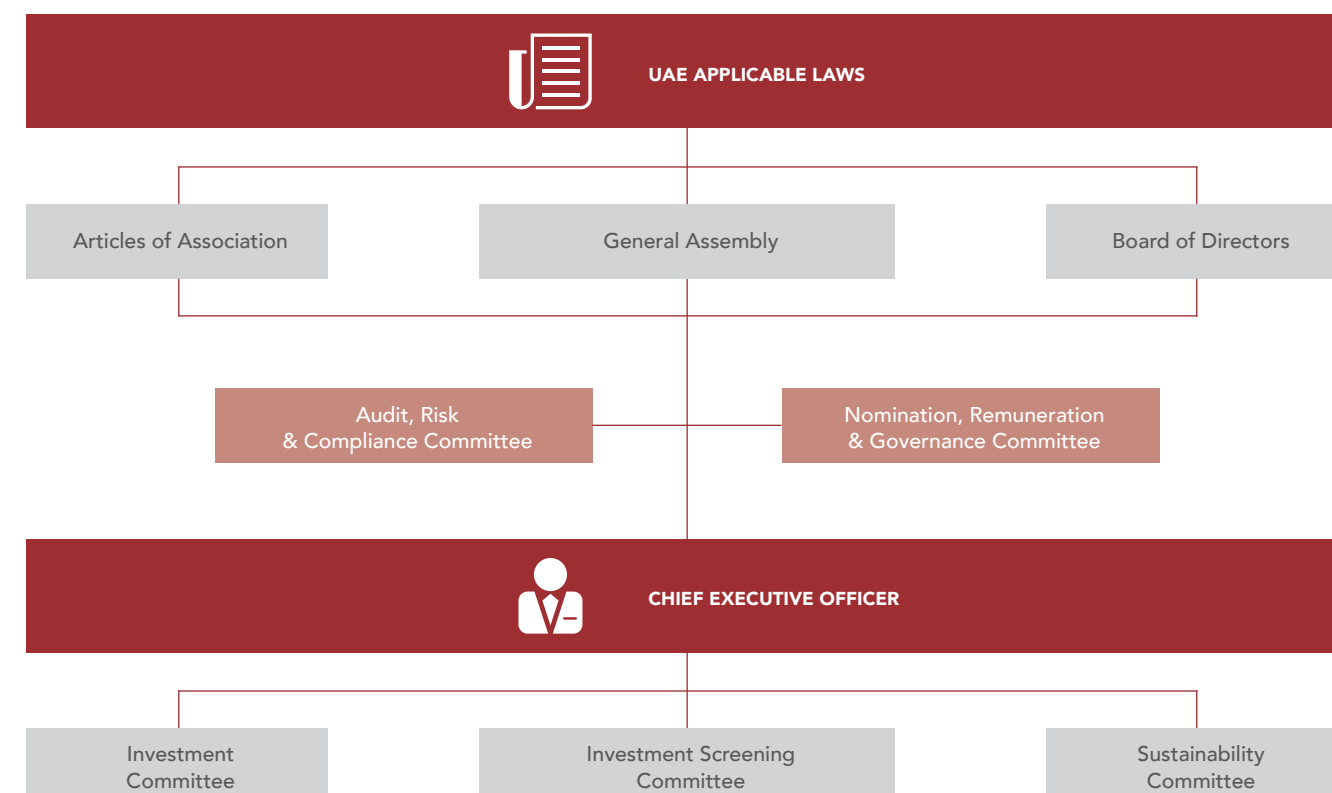 UAE APPLICABLE LAWS
Articles of Association
General Assembly
Board of Directors
Audit, Risk
& Compliance Committee
Nomination, Remuneration
& Governance Committee
CHIEF EXECUTIVE OFFICER
Investment
Committee
Investment Screening
Committee
Sustainability
Committee